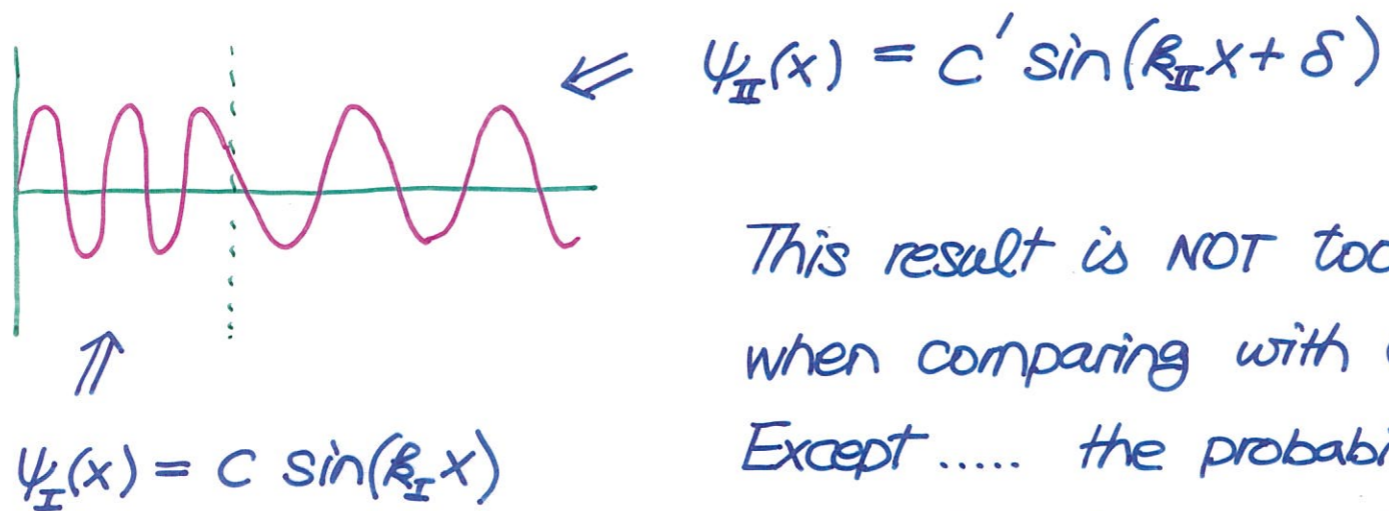 ⇐ ψ_II(x) = C' sin(k_II x + δ)
This result is NOT too
when comparing with
Except ..... the probabi
⇑
ψ_I(x) = C sin(k_I x)